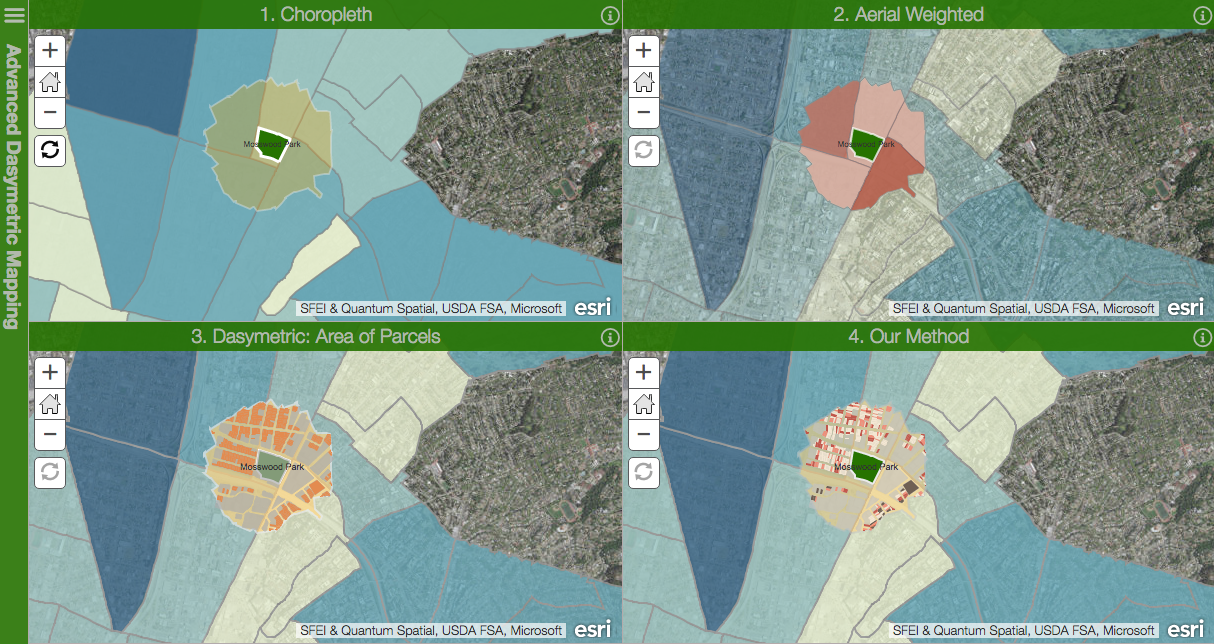 Advanced Dasymetric Mapping
1. Choropleth
+
−
Mosswood Park
SFEI & Quantum Spatial, USDA FSA, Microsoft esri
2. Aerial Weighted
+
−
Mosswood Park
SFEI & Quantum Spatial, USDA FSA, Microsoft esri
3. Dasymetric: Area of Parcels
+
−
Mosswood Park
SFEI & Quantum Spatial, USDA FSA, Microsoft esri
4. Our Method
+
−
Mosswood Park
SFEI & Quantum Spatial, USDA FSA, Microsoft esri